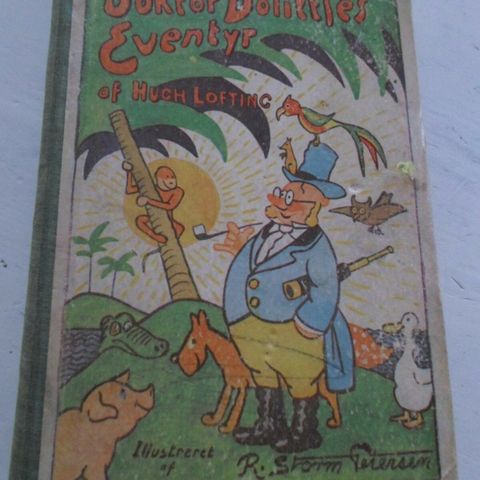 Doktor Dolittles
Eventyr
af HUGH LOFTING
Illustreret
af
R. Storm Petersen